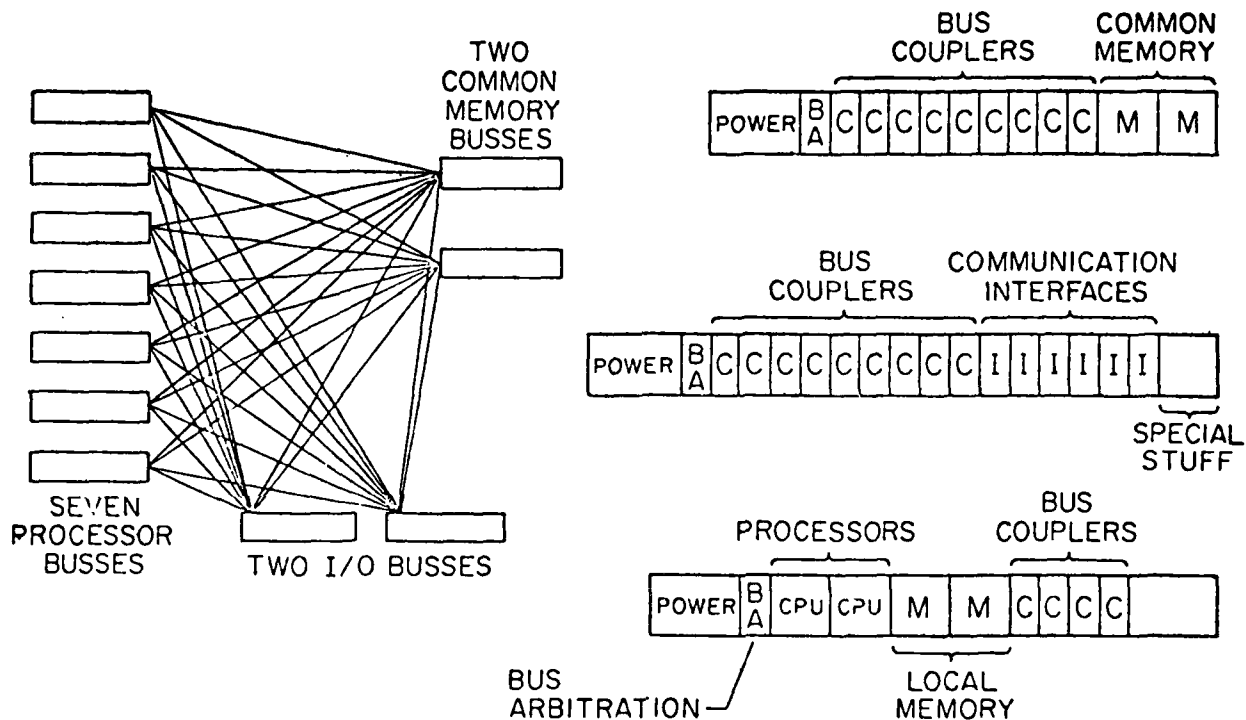 TWO
COMMON
MEMORY
BUSSES
SEVEN
PROCESSOR
BUSSES
TWO I/O BUSSES
BUS
COUPLERS
COMMON
MEMORY
POWER
B
A
C C C C C C C C C M M
BUS
COUPLERS
COMMUNICATION
INTERFACES
POWER
B
A
C C C C C C C C C I I I I I I
SPECIAL
STUFF
PROCESSORS
BUS
COUPLERS
POWER
B
A
CPU CPU M M C C C C
BUS
ARBITRATION
LOCAL
MEMORY